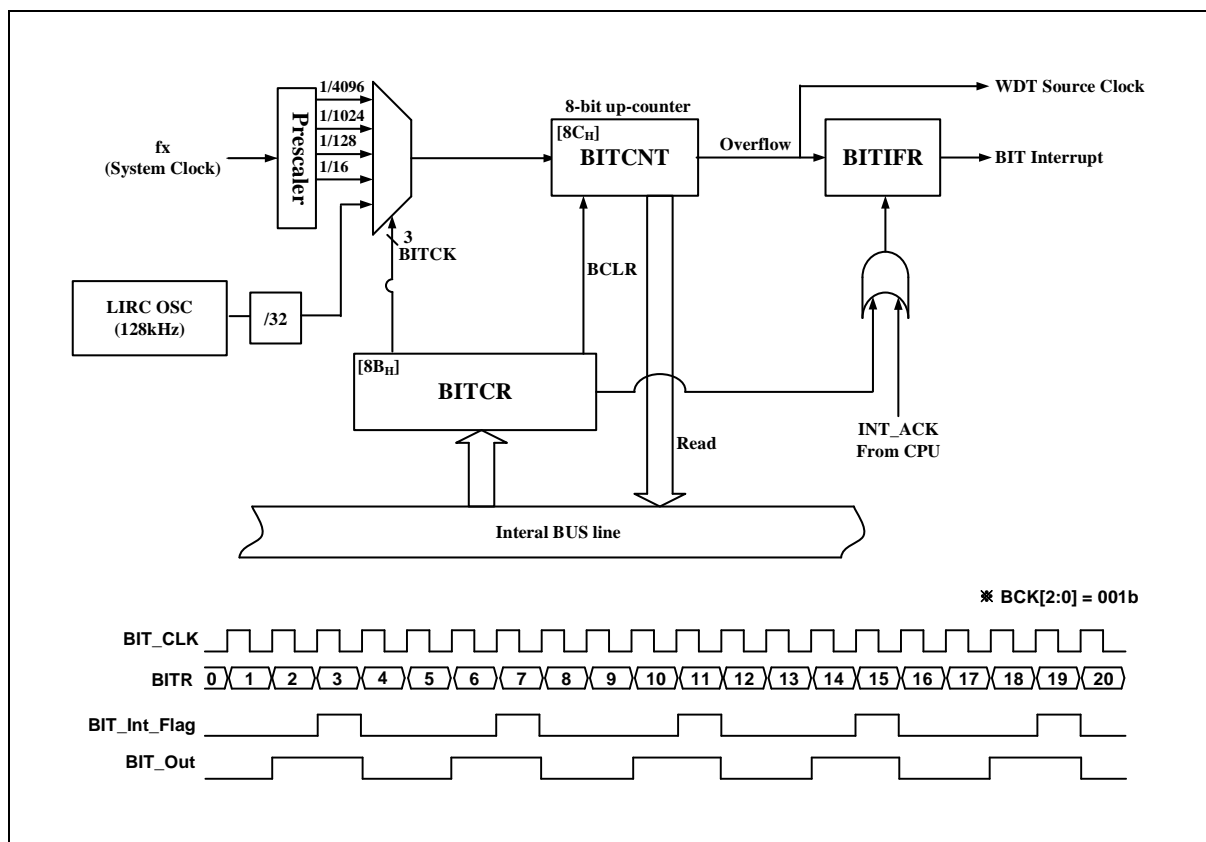 1/4096
1/1024
1/128
1/16
Prescaler
fx
(System Clock)
3
BITCK
LIRC OSC
(128kHz)
/32
8-bit up-counter
[8CH]
BITCNT
Overflow
WDT Source Clock
BITIFR
BIT Interrupt
BCLR
[8BH]
BITCR
Read
INT_ACK
From CPU
Interal BUS line
※ BCK[2:0] = 001b
BIT_CLK
BITR 0 1 2 3 4 5 6 7 8 9 10 11 12 13 14 15 16 17 18 19 20
BIT_Int_Flag
BIT_Out